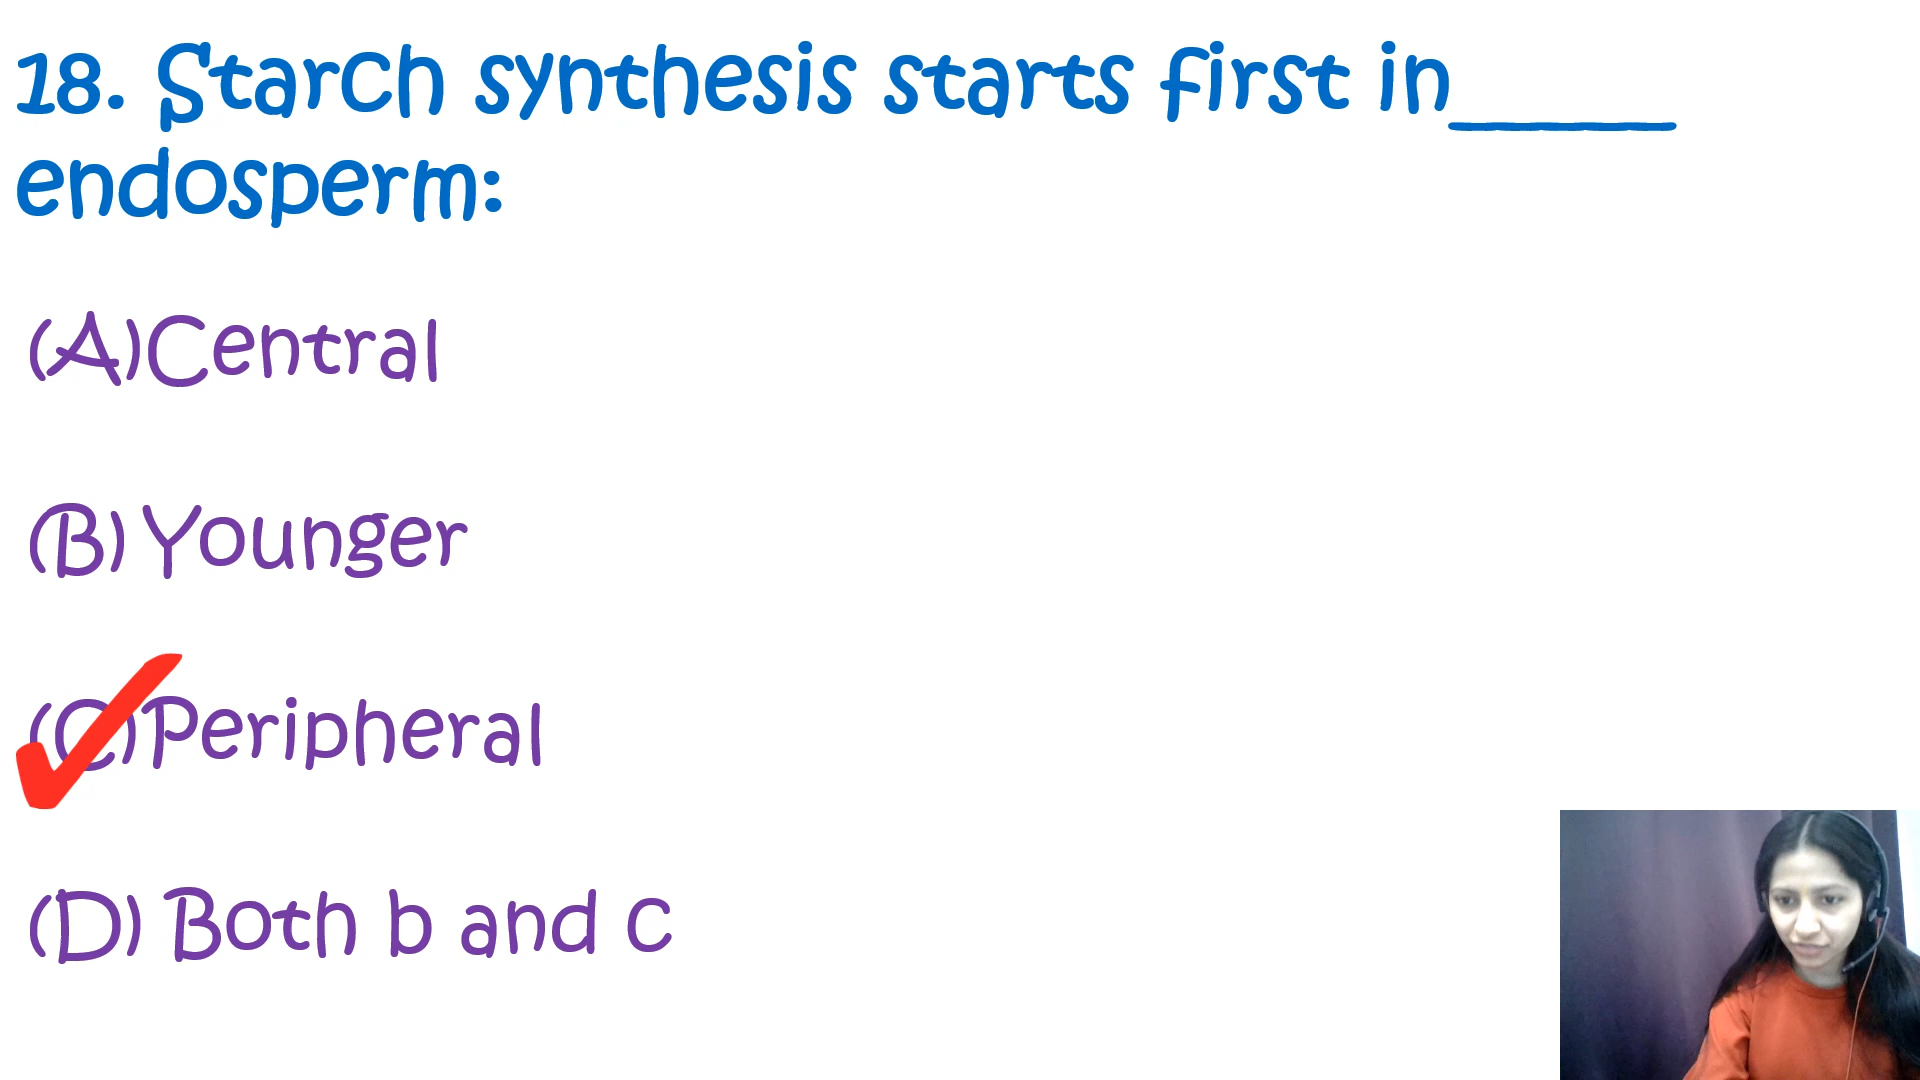 18. Starch synthesis starts first in_____
endosperm:
(A)Central
(B) Younger
(C)Peripheral
(D) Both b and c